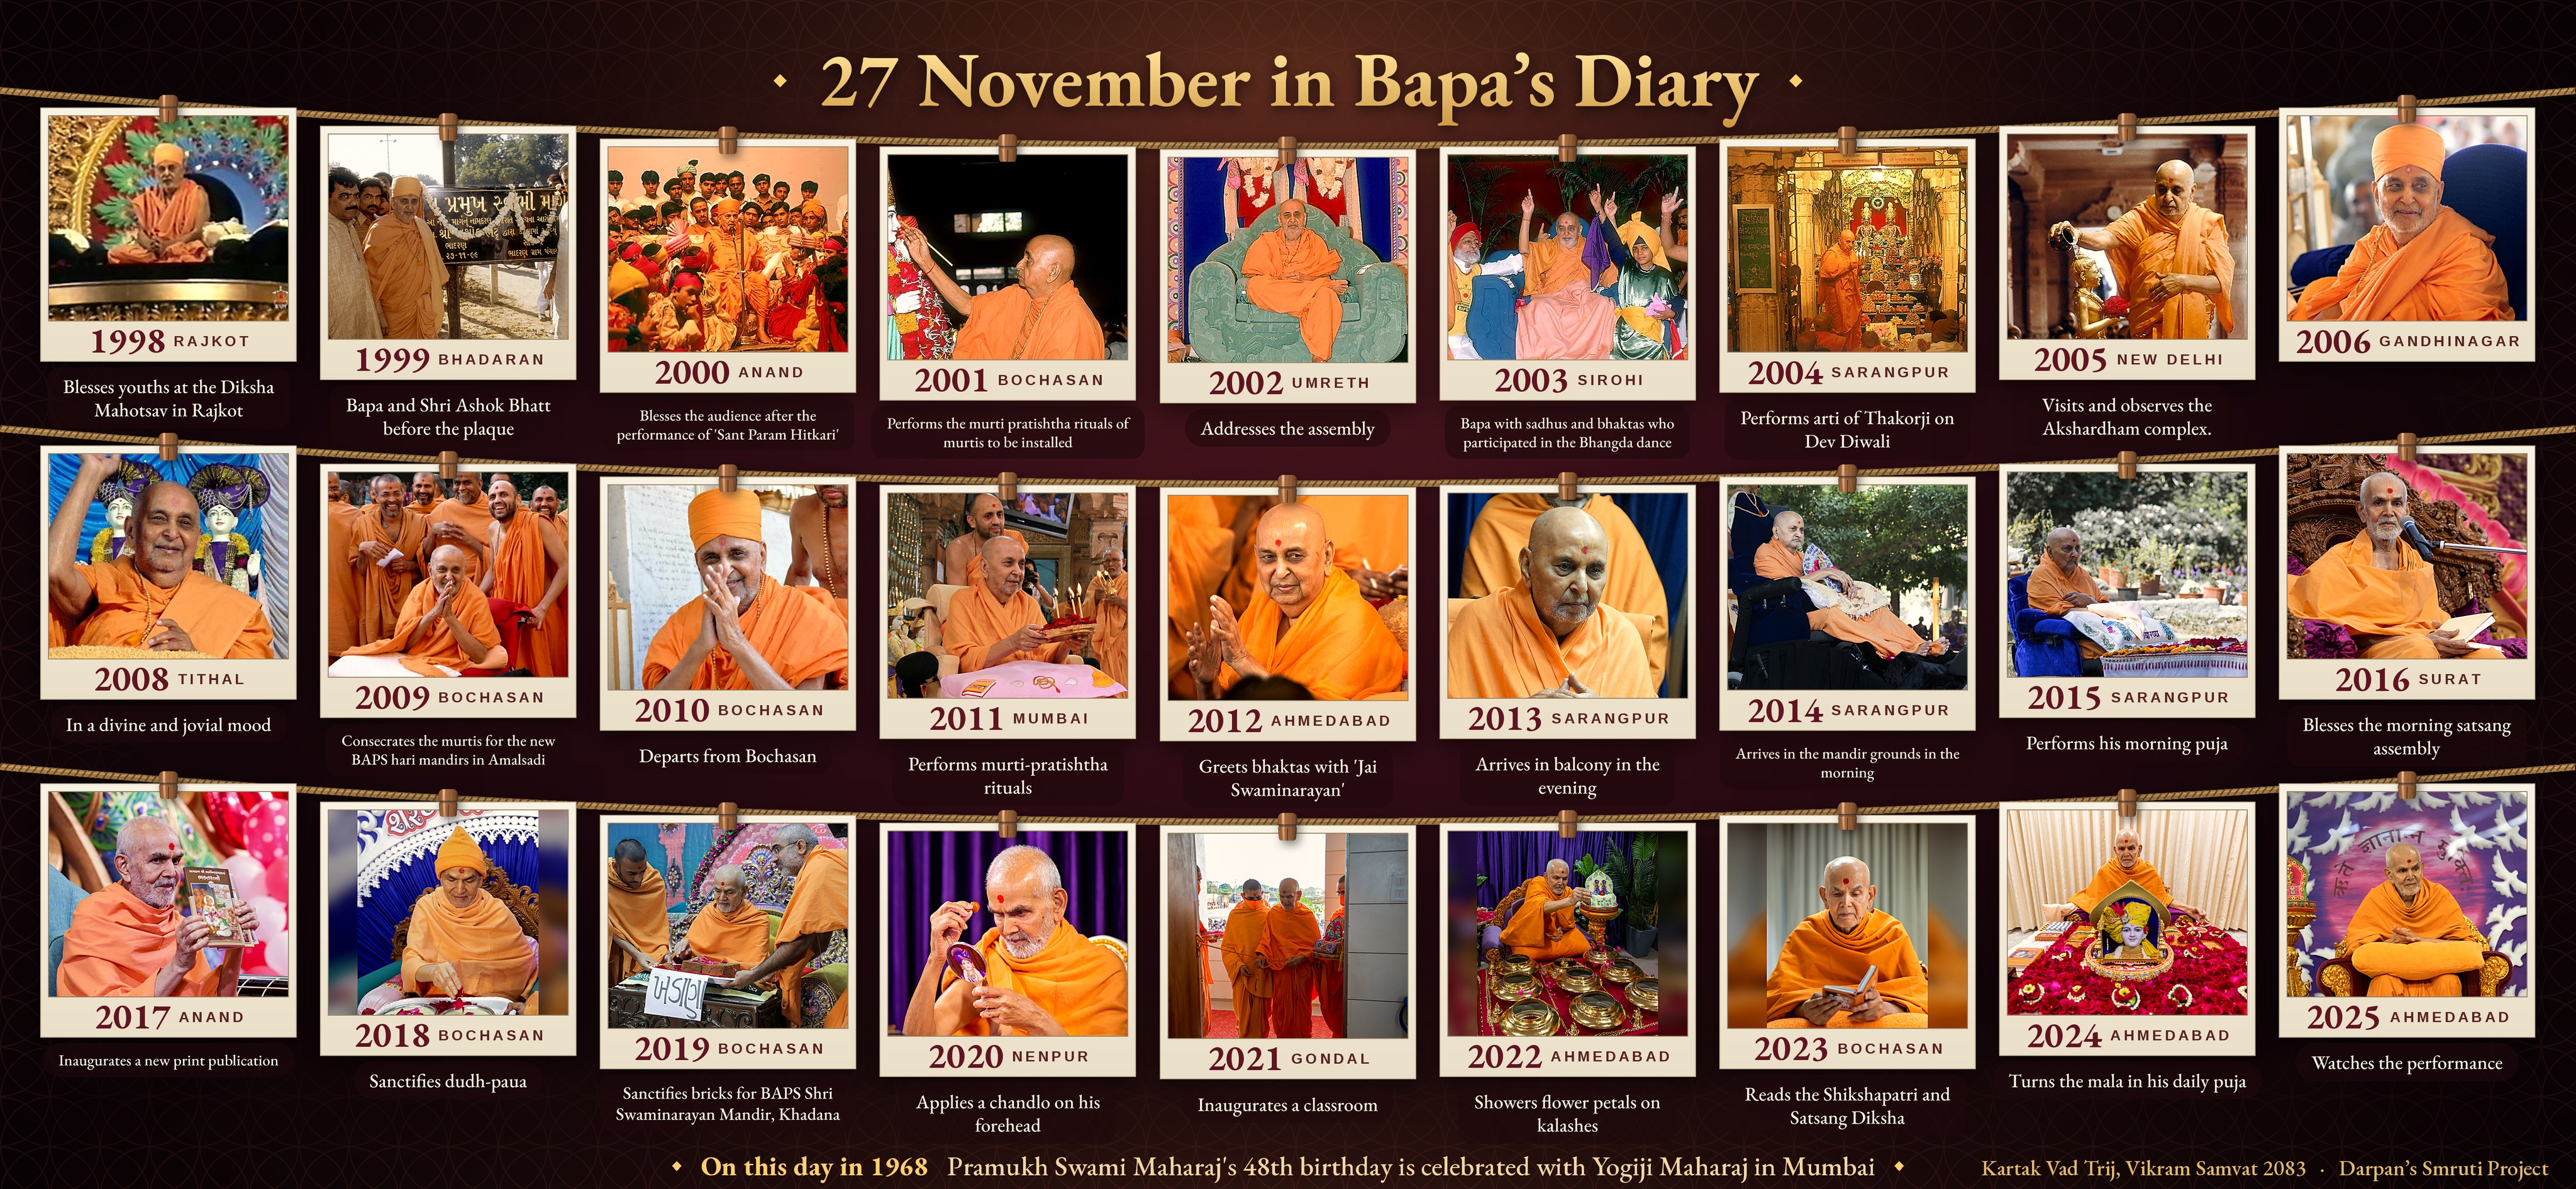 27 November in Bapa’s Diary
પ્રમુખ સ્વામી માર્ગ
ભાદરણ
૨૭-૧૧-૯૯
1998 RAJKOT
Blesses youths at the Diksha
Mahotsav in Rajkot
1999 BHADARAN
Bapa and Shri Ashok Bhatt
before the plaque
2000 ANAND
Blesses the audience after the
performance of 'Sant Param Hitkari'
2001 BOCHASAN
Performs the murti pratishtha rituals of
murtis to be installed
2002 UMRETH
Addresses the assembly
2003 SIROHI
Bapa with sadhus and bhaktas who
participated in the Bhangda dance
2004 SARANGPUR
Performs arti of Thakorji on
Dev Diwali
2005 NEW DELHI
Visits and observes the
Akshardham complex.
2006 GANDHINAGAR
2008 TITHAL
In a divine and jovial mood
2009 BOCHASAN
Consecrates the murtis for the new
BAPS hari mandirs in Amalsadi
2010 BOCHASAN
Departs from Bochasan
2011 MUMBAI
Performs murti-pratishtha
rituals
2012 AHMEDABAD
Greets bhaktas with 'Jai
Swaminarayan'
2013 SARANGPUR
Arrives in balcony in the
evening
2014 SARANGPUR
Arrives in the mandir grounds in the
morning
2015 SARANGPUR
Performs his morning puja
2016 SURAT
Blesses the morning satsang
assembly
2017 ANAND
Inaugurates a new print publication
2018 BOCHASAN
Sanctifies dudh-paua
ખડાણા
2019 BOCHASAN
Sanctifies bricks for BAPS Shri
Swaminarayan Mandir, Khadana
2020 NENPUR
Applies a chandlo on his
forehead
2021 GONDAL
Inaugurates a classroom
2022 AHMEDABAD
Showers flower petals on
kalashes
2023 BOCHASAN
Reads the Shikshapatri and
Satsang Diksha
2024 AHMEDABAD
Turns the mala in his daily puja
ऋते ज्ञानान्न मुक्तिः
2025 AHMEDABAD
Watches the performance
On this day in 1968 Pramukh Swami Maharaj's 48th birthday is celebrated with Yogiji Maharaj in Mumbai
Kartak Vad Trij, Vikram Samvat 2083 · Darpan’s Smruti Project